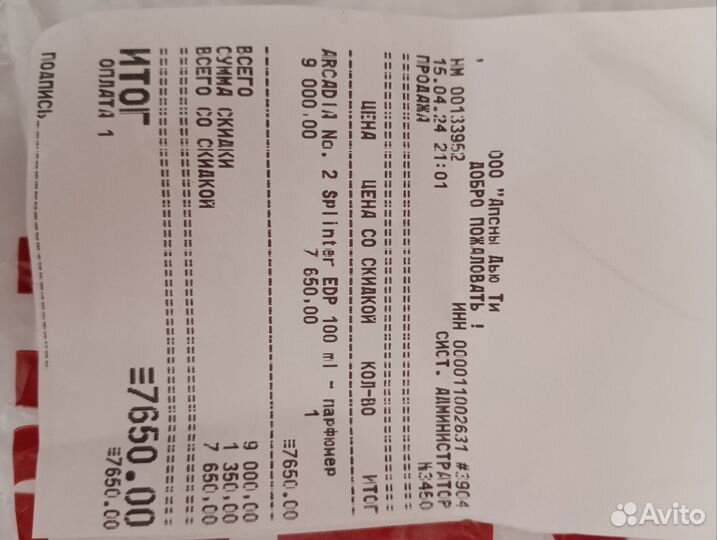 ООО "Апсны Дью Ти
ДОБРО ПОЖАЛОВАТЬ !
ИНН 000011002631 #3904
НМ 00133952 СИСТ. АДМИНИСТРАТОР
15.04.24 21:01 №3450
ПРОДАЖА
ЦЕНА ЦЕНА СО СКИДКОЙ КОЛ-ВО ИТОГ
ARCADIA No. 2 Splinter EDP 100 ml - парфюмер
9 000,00 7 650,00 1 ≡7650.00
ВСЕГО 9 000,00
СУММА СКИДКИ 1 350,00
ВСЕГО СО СКИДКОЙ 7 650,00
ИТОГ ≡7650.00
ОПЛАТА 1 ≡7650.00
ПОДПИСЬ
Avito